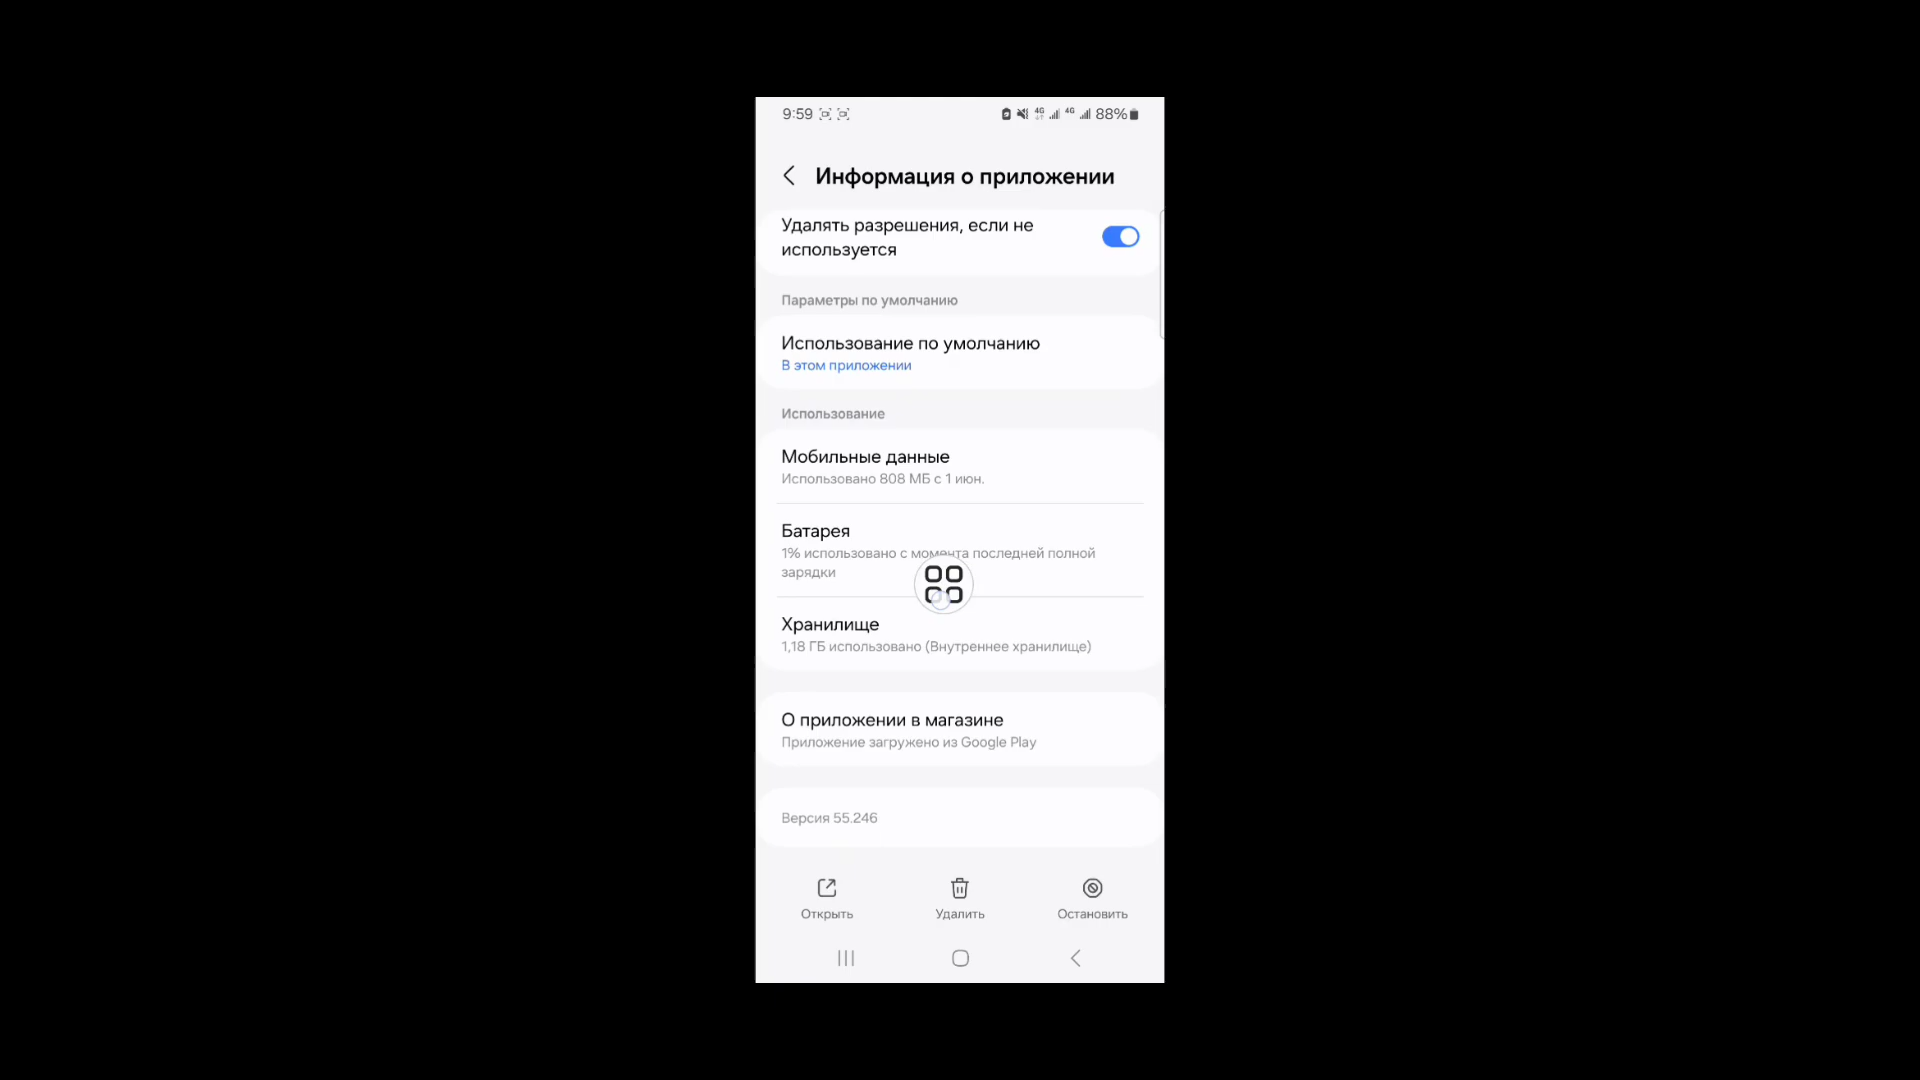 9:59 4G 4G 88%
Информация о приложении
Удалять разрешения, если не
используется
Параметры по умолчанию
Использование по умолчанию
В этом приложении
Использование
Мобильные данные
Использовано 808 МБ с 1 июн.
Батарея
1% использовано с момента последней полной
зарядки
Хранилище
1,18 ГБ использовано (Внутреннее хранилище)
О приложении в магазине
Приложение загружено из Google Play
Версия 55.246
Открыть Удалить Остановить